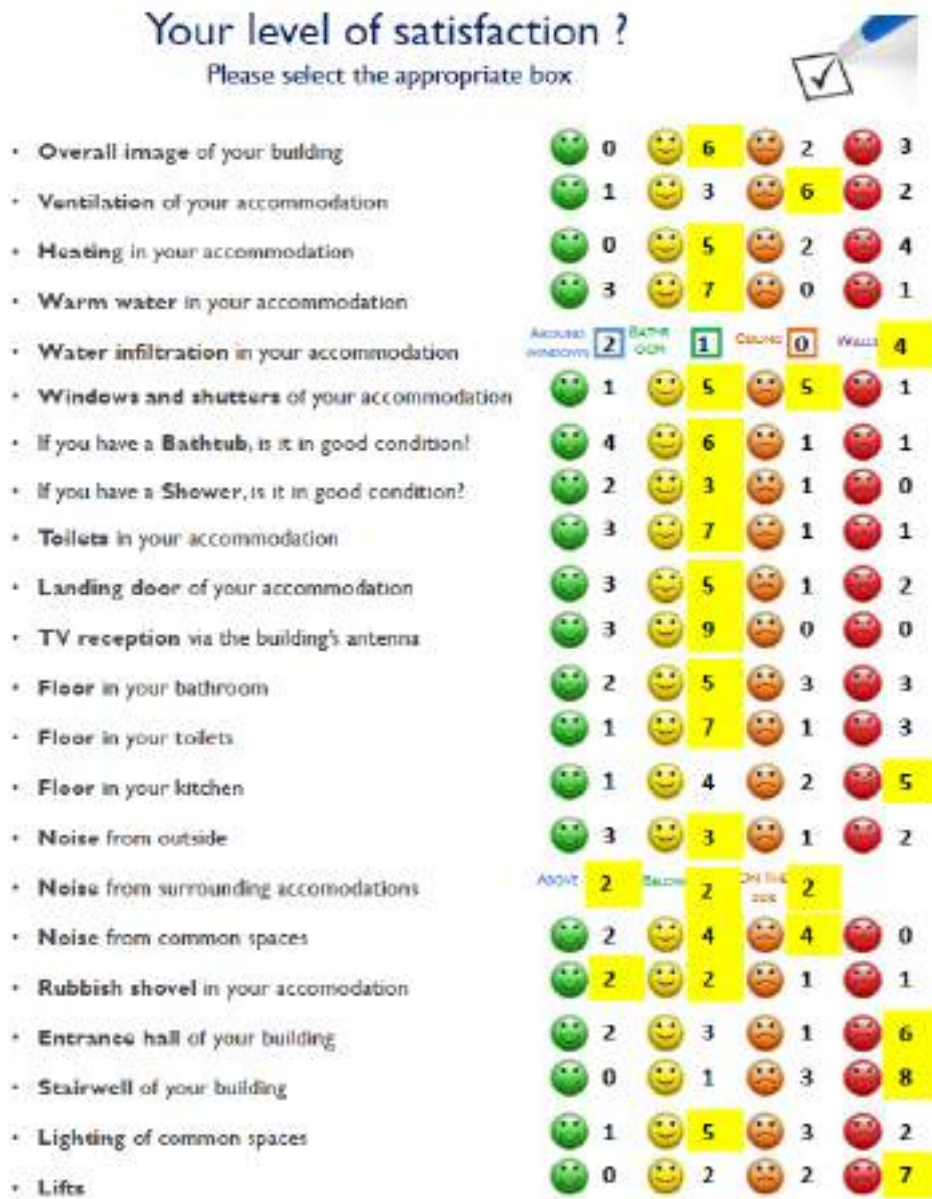 Your level of satisfaction ?
Please select the appropriate box
• Overall image of your building 0 6 2 3
• Ventilation of your accommodation 1 3 6 2
• Heating in your accommodation 0 5 2 4
• Warm water in your accommodation 3 7 0 1
• Water infiltration in your accommodation AROUND WINDOWS 2 BATHROOM 1 CEILING 0 WALLS 4
• Windows and shutters of your accommodation 1 5 5 1
• If you have a Bathtub, is it in good condition? 4 6 1 1
• If you have a Shower, is it in good condition? 2 3 1 0
• Toilets in your accommodation 3 7 1 1
• Landing door of your accommodation 3 5 1 2
• TV reception via the building's antenna 3 9 0 0
• Floor in your bathroom 2 5 3 3
• Floor in your toilets 1 7 1 3
• Floor in your kitchen 1 4 2 5
• Noise from outside 3 3 1 2
• Noise from surrounding accomodations ABOVE 2 BELOW 2 ON THE SIDE 2
• Noise from common spaces 2 4 4 0
• Rubbish shovel in your accomodation 2 2 1 1
• Entrance hall of your building 2 3 1 6
• Stairwell of your building 0 1 3 8
• Lighting of common spaces 1 5 3 2
• Lifts 0 2 2 7